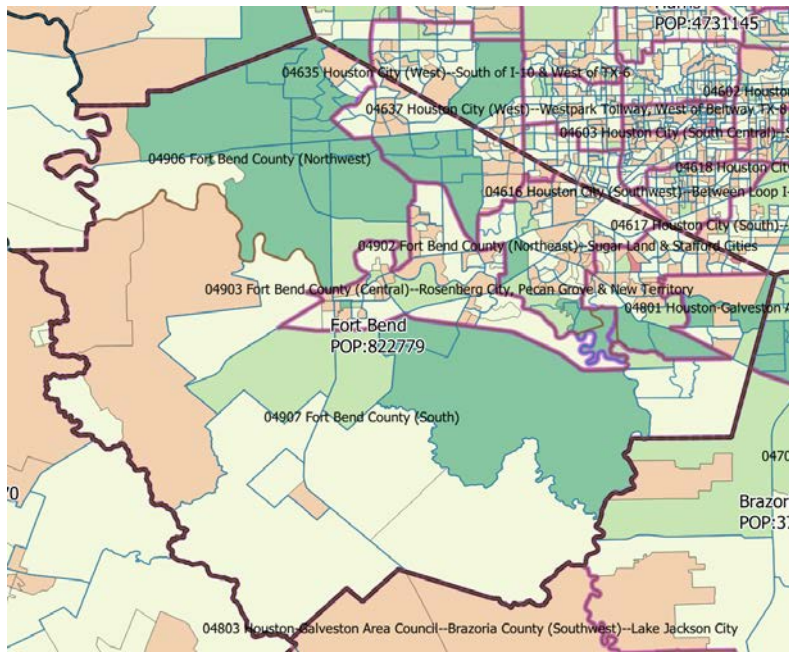 POP:4731145
04635 Houston City (West)--South of I-10 & West of TX-6
04602 Houston
04637 Houston City (West)--Westpark Tollway, West of Beltway TX-8
04603 Houston City (South Central)--S
04906 Fort Bend County (Northwest)
04618 Houston City
04616 Houston City (Southwest)--Between Loop I-
04617 Houston City (South)--
04902 Fort Bend County (Northeast)--Sugar Land & Stafford Cities
04903 Fort Bend County (Central)--Rosenberg City, Pecan Grove & New Territory
04801 Houston-Galveston A
Fort Bend
POP:822779
04907 Fort Bend County (South)
0470
70
Brazor
POP:37
04803 Houston-Galveston Area Council--Brazoria County (Southwest)--Lake Jackson City